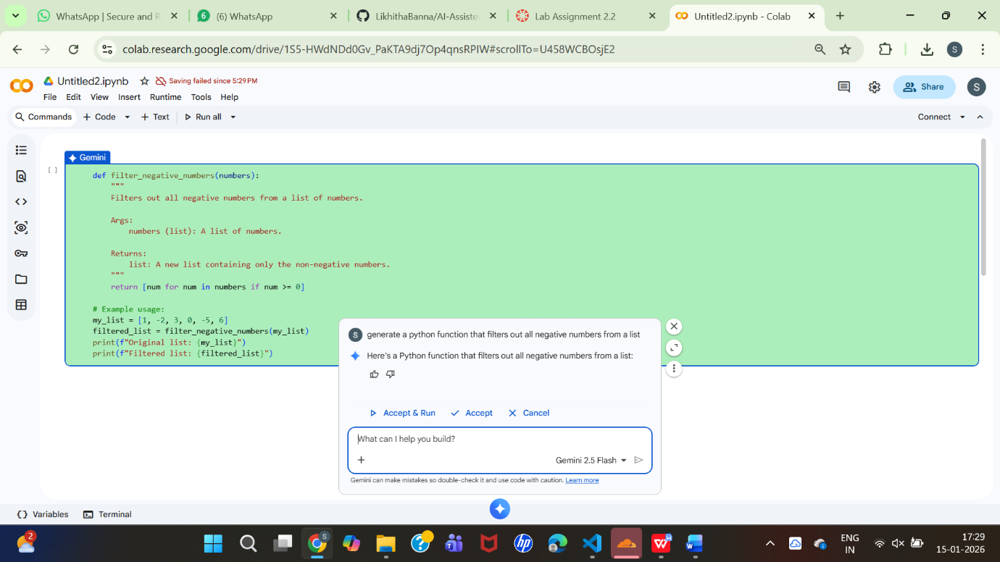 WhatsApp | Secure and R
6
(6) WhatsApp
LikhithaBanna/AI-Assiste
Lab Assignment 2.2
Untitled2.ipynb - Colab
colab.research.google.com/drive/1S5-HWdNDd0Gv_PaKTA9dj7Op4qnsRPIW#scrollTo=U458WCBOsjE2
S
Untitled2.ipynb
Saving failed since 5:29 PM
File Edit View Insert Runtime Tools Help
Share
S
Commands + Code + Text Run all
Connect
Gemini
[ ]
def filter_negative_numbers(numbers):
"""
Filters out all negative numbers from a list of numbers.
Args:
numbers (list): A list of numbers.
Returns:
list: A new list containing only the non-negative numbers.
"""
return [num for num in numbers if num >= 0]
# Example usage:
my_list = [1, -2, 3, 0, -5, 6]
filtered_list = filter_negative_numbers(my_list)
print(f"Original list: {my_list}")
print(f"Filtered list: {filtered_list}")
S
generate a python function that filters out all negative numbers from a list
Here's a Python function that filters out all negative numbers from a list:
Accept & Run Accept Cancel
What can I help you build?
Gemini 2.5 Flash
Gemini can make mistakes so double-check it and use code with caution. Learn more
Variables Terminal
2
S
hp
W
W
ENG
IN
17:29
15-01-2026